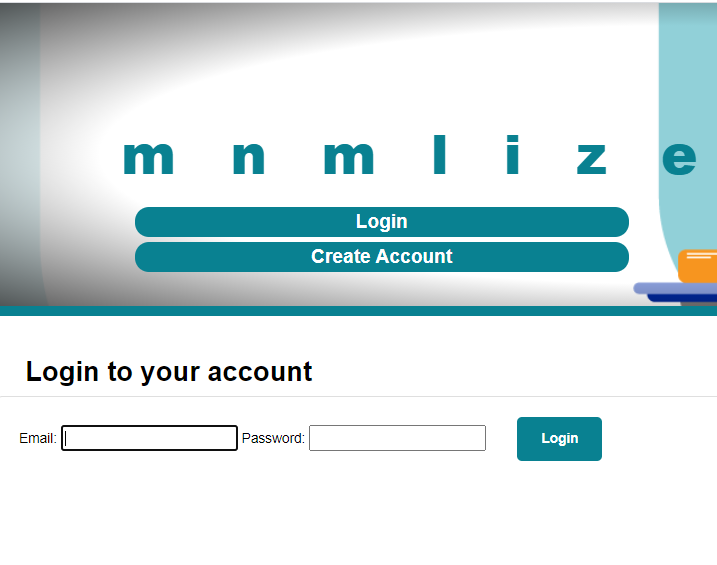 m n m l i z e
Login
Create Account
Login to your account
Email: Password: Login